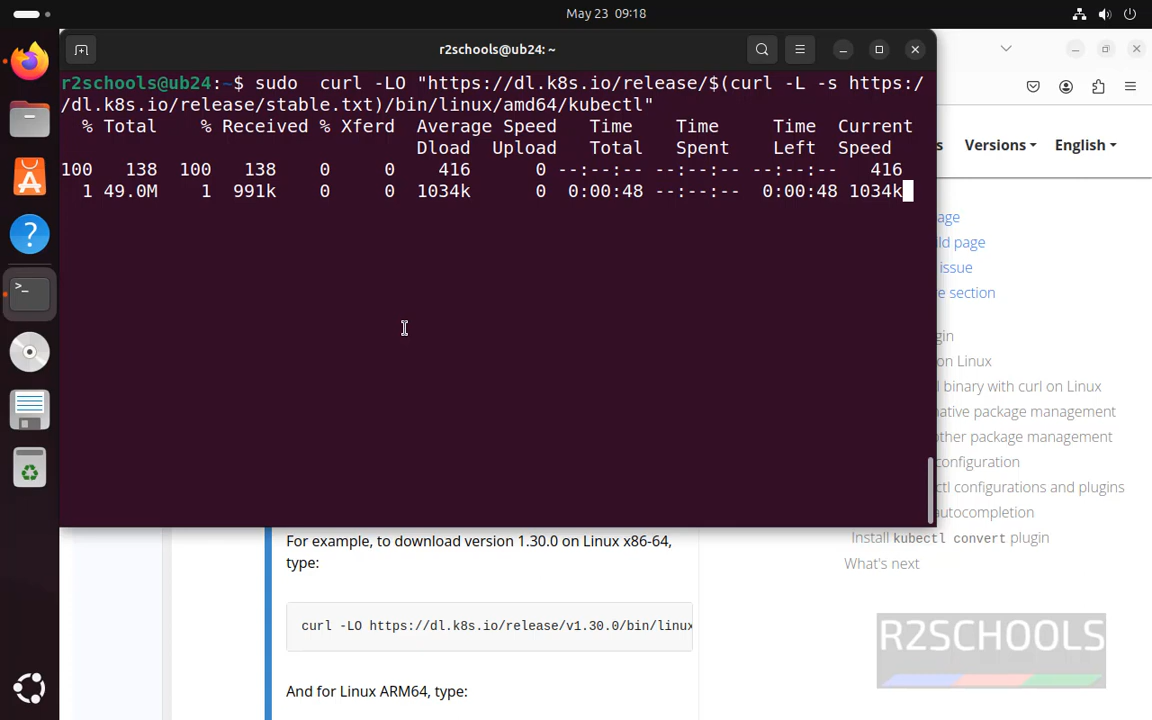 May 23 09:18
r2schools@ub24: ~
r2schools@ub24:~$ sudo  curl -LO "https://dl.k8s.io/release/$(curl -L -s https:/
/dl.k8s.io/release/stable.txt)/bin/linux/amd64/kubectl"
% Total    % Received % Xferd  Average Speed   Time    Time     Time  Current
Dload  Upload   Total   Spent    Left  Speed
100   138  100   138    0     0    416      0 --:--:-- --:--:-- --:--:--   416
1 49.0M    1  991k    0     0  1034k      0  0:00:48 --:--:--  0:00:48 1034k
Versions
English
page
issue
section
on Linux
binary with curl on Linux
native package management
other package management
configuration
configurations and plugins
autocompletion
Install kubectl convert plugin
What's next
For example, to download version 1.30.0 on Linux x86-64,
type:
curl -LO https://dl.k8s.io/release/v1.30.0/bin/linux
And for Linux ARM64, type:
R2SCHOOLS